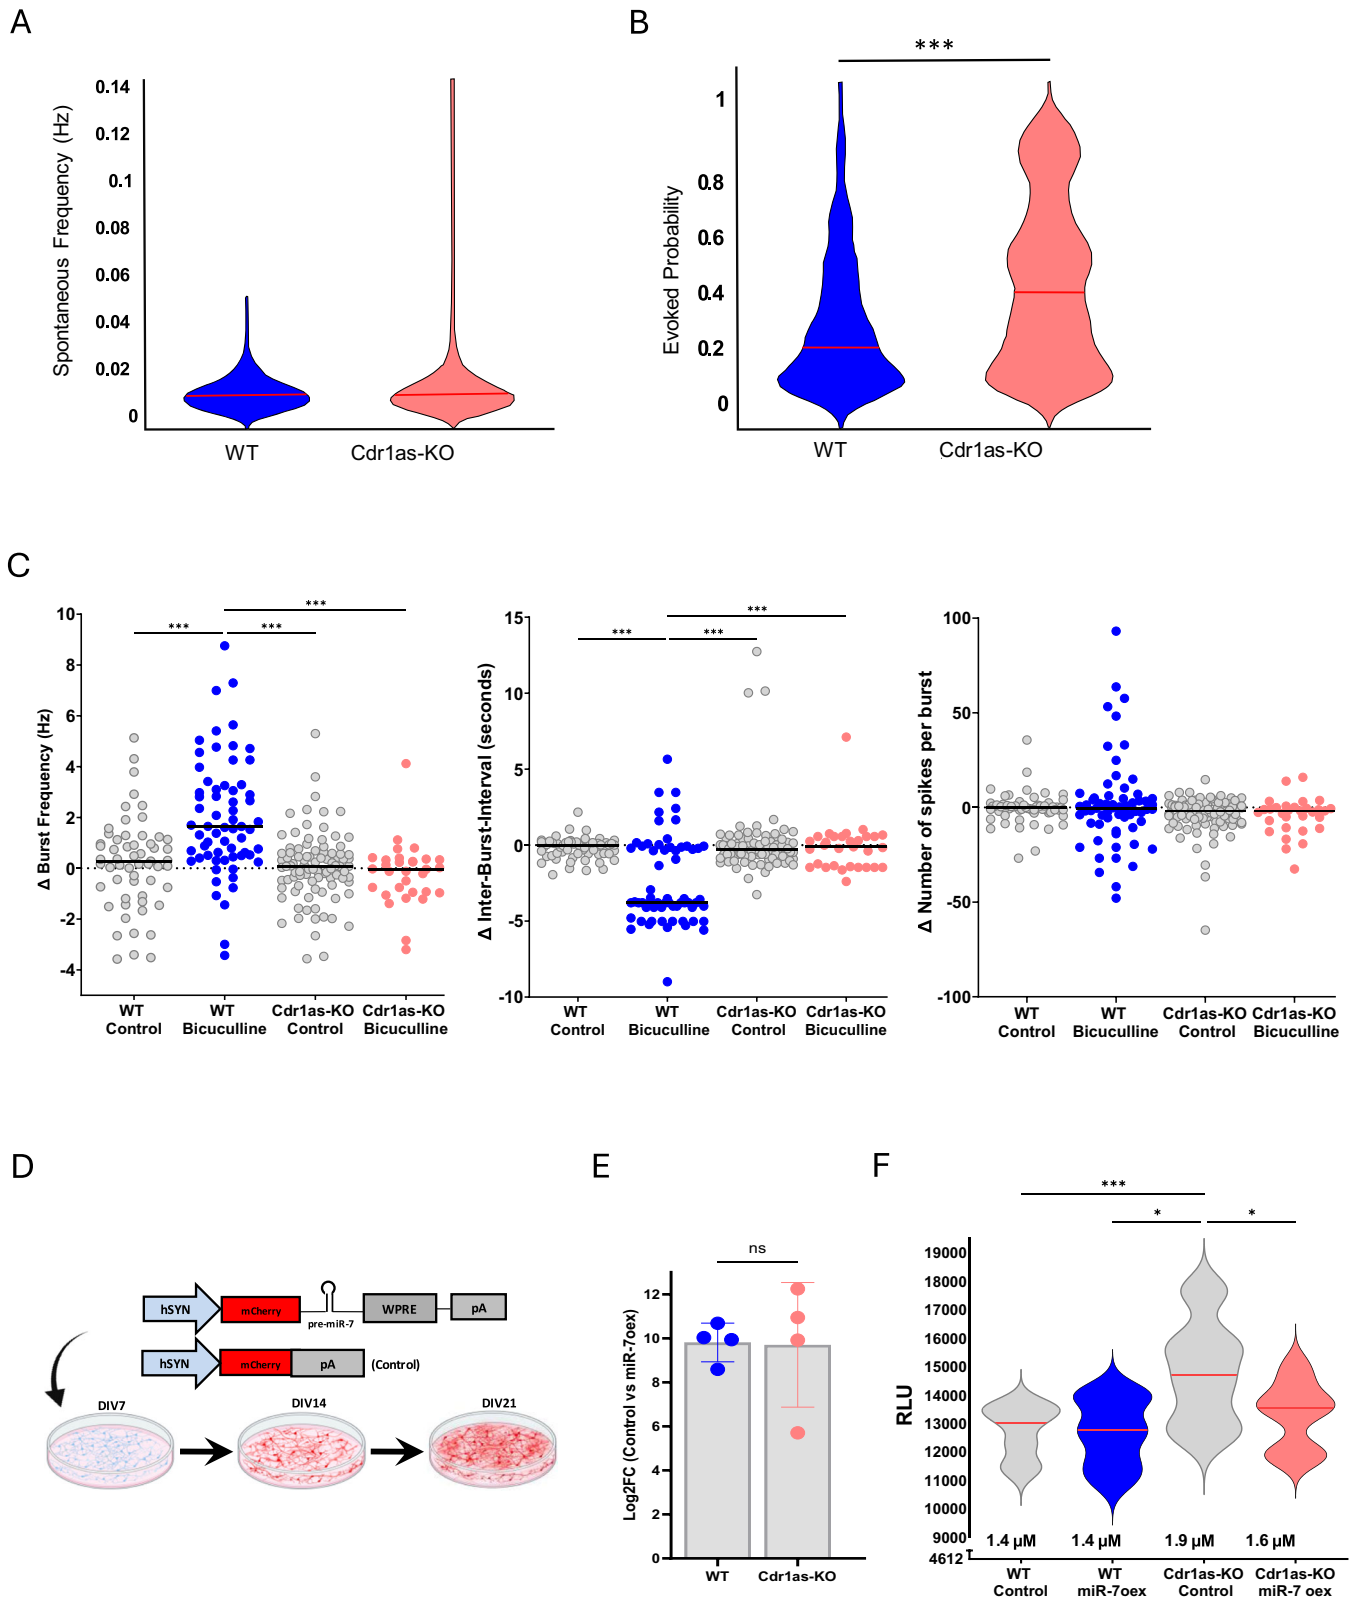 A
B
Spontaneous Frequency (Hz)
0.14
0.12
0.1
0.08
0.06
0.04
0.02
0
WT
Cdr1as-KO
***
Evoked Probability
1
0.8
0.6
0.4
0.2
0
WT
Cdr1as-KO
C
Δ Burst Frequency (Hz)
10
8
6
4
2
0
-2
-4
***
***
***
WT
Control
WT
Bicuculline
Cdr1as-KO
Control
Cdr1as-KO
Bicuculline
Δ Inter-Burst-Interval (seconds)
15
10
5
0
-5
-10
***
***
***
WT
Control
WT
Bicuculline
Cdr1as-KO
Control
Cdr1as-KO
Bicuculline
Δ Number of spikes per burst
100
50
0
-50
-100
WT
Control
WT
Bicuculline
Cdr1as-KO
Control
Cdr1as-KO
Bicuculline
D
hSYN
mCherry
pre-miR-7
WPRE
pA
hSYN
mCherry
pA
(Control)
DIV7
DIV14
DIV21
E
ns
Log2FC (Control vs miR-7oex)
12
10
8
6
4
2
0
WT
Cdr1as-KO
F
***
*
*
RLU
19000
18000
17000
16000
15000
14000
13000
12000
11000
10000
9000
4612
1.4 µM
1.4 µM
1.9 µM
1.6 µM
WT
Control
WT
miR-7oex
Cdr1as-KO
Control
Cdr1as-KO
miR-7 oex